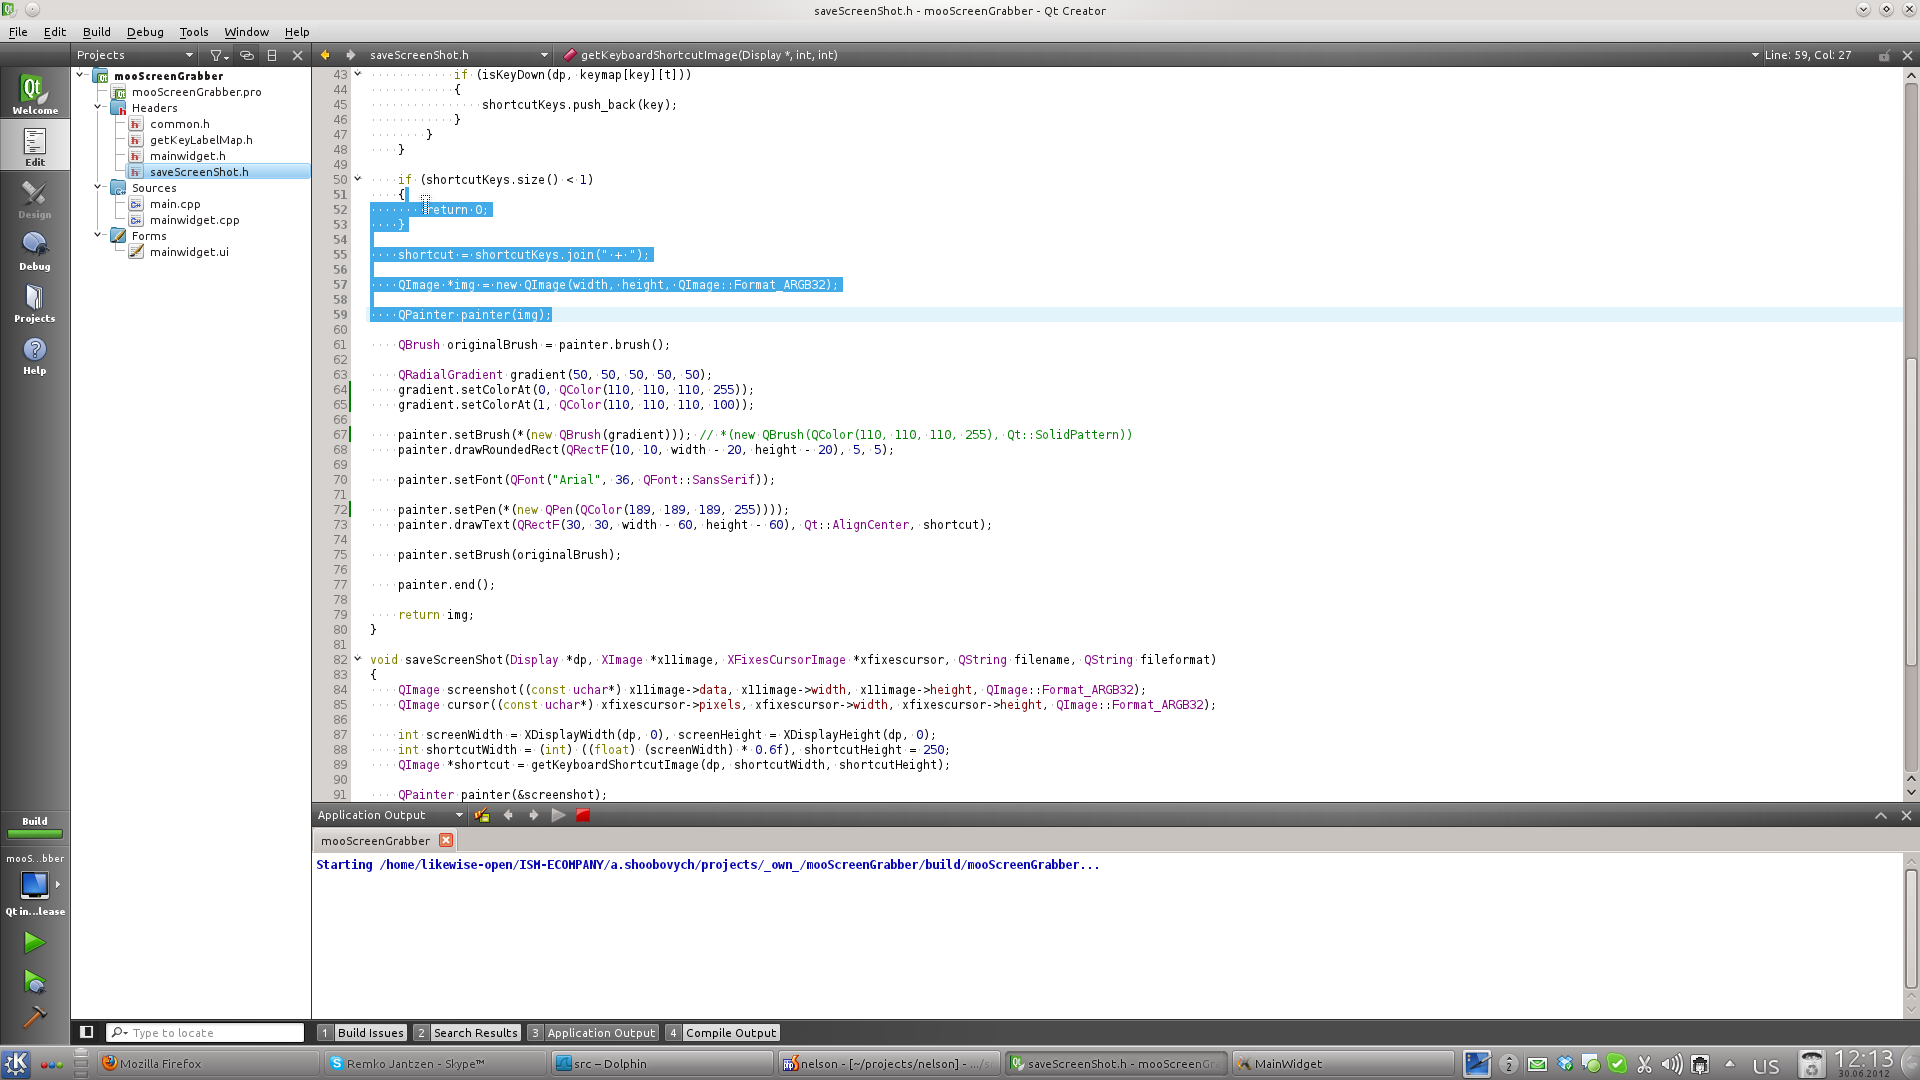 saveScreenShot.h - mooScreenGrabber - Qt Creator
File Edit Build Debug Tools Window Help
Projects
saveScreenShot.h
getKeyboardShortcutImage(Display *, int, int)
Line: 59, Col: 27
Welcome
Edit
Design
Debug
Projects
Help
mooScreenGrabber
mooScreenGrabber.pro
Headers
common.h
getKeyLabelMap.h
mainwidget.h
saveScreenShot.h
Sources
main.cpp
mainwidget.cpp
Forms
mainwidget.ui
43 if (isKeyDown(dp, keymap[key][t]))
44 {
45 shortcutKeys.push_back(key);
46 }
47 }
48 }
49
50 if (shortcutKeys.size() < 1)
51 {
52 return 0;
53 }
54
55 shortcut = shortcutKeys.join(" + ");
56
57 QImage *img = new QImage(width, height, QImage::Format_ARGB32);
58
59 QPainter painter(img);
60
61 QBrush originalBrush = painter.brush();
62
63 QRadialGradient gradient(50, 50, 50, 50, 50);
64 gradient.setColorAt(0, QColor(110, 110, 110, 255));
65 gradient.setColorAt(1, QColor(110, 110, 110, 100));
66
67 painter.setBrush(*(new QBrush(gradient))); // *(new QBrush(QColor(110, 110, 110, 255), Qt::SolidPattern))
68 painter.drawRoundedRect(QRectF(10, 10, width - 20, height - 20), 5, 5);
69
70 painter.setFont(QFont("Arial", 36, QFont::SansSerif));
71
72 painter.setPen(*(new QPen(QColor(189, 189, 189, 255))));
73 painter.drawText(QRectF(30, 30, width - 60, height - 60), Qt::AlignCenter, shortcut);
74
75 painter.setBrush(originalBrush);
76
77 painter.end();
78
79 return img;
80 }
81
82 void saveScreenShot(Display *dp, XImage *x11image, XFixesCursorImage *xfixescursor, QString filename, QString fileformat)
83 {
84 QImage screenshot((const uchar*) x11image->data, x11image->width, x11image->height, QImage::Format_ARGB32);
85 QImage cursor((const uchar*) xfixescursor->pixels, xfixescursor->width, xfixescursor->height, QImage::Format_ARGB32);
86
87 int screenWidth = XDisplayWidth(dp, 0), screenHeight = XDisplayHeight(dp, 0);
88 int shortcutWidth = (int) ((float) (screenWidth) * 0.6f), shortcutHeight = 250;
89 QImage *shortcut = getKeyboardShortcutImage(dp, shortcutWidth, shortcutHeight);
90
91 QPainter painter(&screenshot);
Application Output
mooScreenGrabber
Starting /home/likewise-open/ISM-ECOMPANY/a.shoobovych/projects/_own_/mooScreenGrabber/build/mooScreenGrabber...
Build
mooS...bber
Qt in...lease
Type to locate
1 Build Issues 2 Search Results 3 Application Output 4 Compile Output
Mozilla Firefox
Remko Jantzen - Skype™
src – Dolphin
nelson - [~/projects/nelson] - .../s
saveScreenShot.h - mooScreenGr
MainWidget
2
US
12:13
30.06.2012